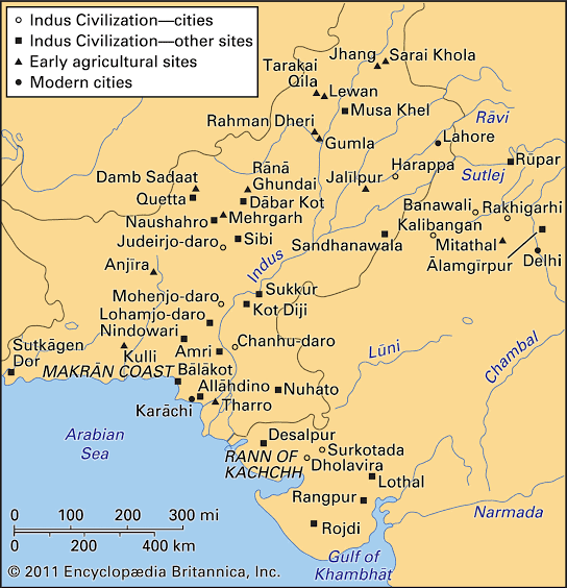 Indus Civilization—cities
Indus Civilization—other sites
Early agricultural sites
Modern cities
Jhang
Sarai Khola
Tarakai
Qila
Lewan
Musa Khel
Rāvi
Rahman Dheri
Gumla
Lahore
Harappa
Rūpar
Sutlej
Damb Sadaat
Rānā
Ghundai
Jalilpur
Quetta
Dābar Kot
Banawali
Rakhigarhi
Naushahro
Mehrgarh
Kalibangan
Judeirjo-daro
Sibi
Sandhanawala
Mitathal
Anjīra
Indus
Ālamgīrpur
Delhi
Mohenjo-daro
Sukkur
Lohamjo-daro
Kot Diji
Nindowari
Sutkāgen
Dor
Kulli
Amri
Chanhu-daro
Lūni
Chambal
MAKRĀN COAST
Bālākot
Allāhdino
Nuhato
Karāchi
Tharro
Arabian
Sea
Desalpur
RANN OF
KACHCHH
Surkotada
Dholavira
Lothal
Rangpur
Narmada
Rojdi
0 100 200 300 mi
0 200 400 km
Gulf of
Khambhāt
© 2011 Encyclopædia Britannica, Inc.